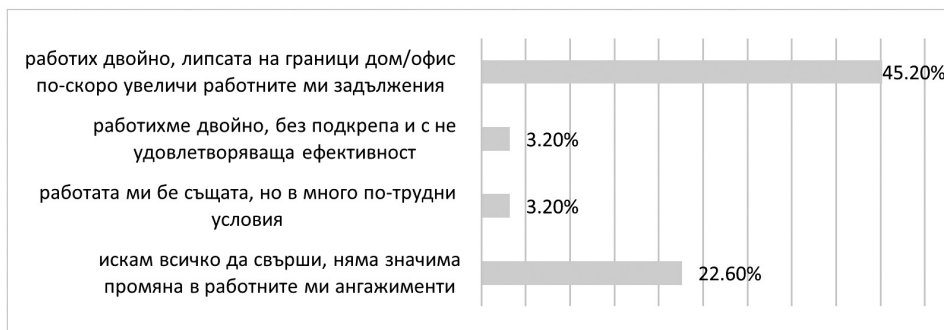 работих двойно, липсата на граници дом/офис
по-скоро увеличи работните ми задължения
45.20%
работихме двойно, без подкрепа и с не
удовлетворяваща ефективност
3.20%
работата ми бе същата, но в много по-трудни
условия
3.20%
искам всичко да свърши, няма значима
промяна в работните ми ангажименти
22.60%